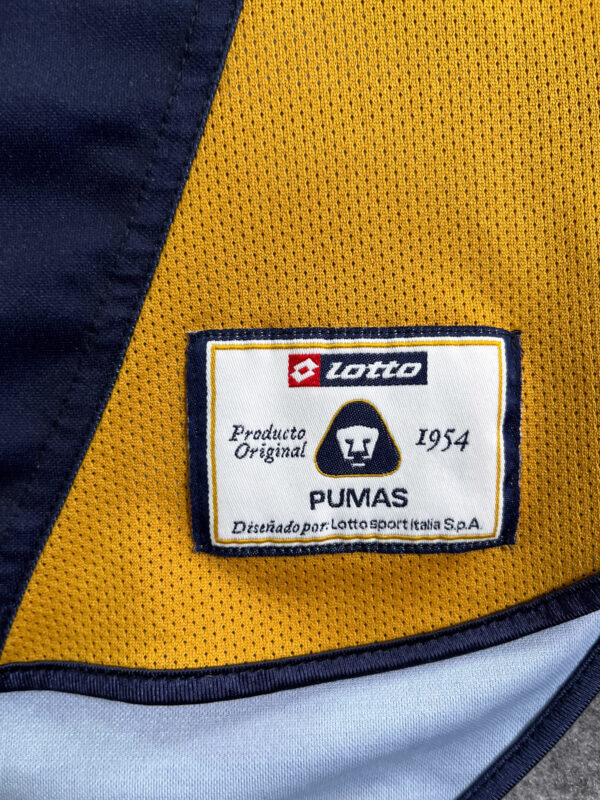 lotto
Producto
Original
1954
PUMAS
Diseñado por: Lotto sport Italia S.p.A.